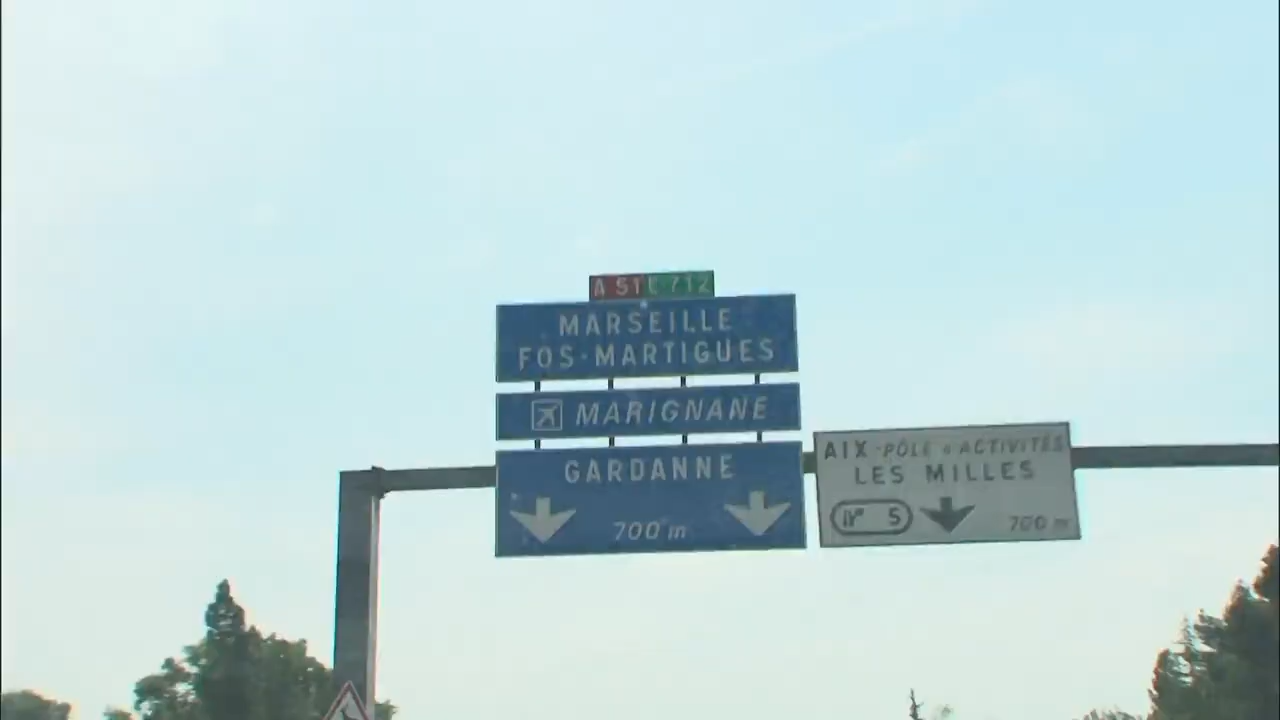 A 51 E 712
MARSEILLE
FOS-MARTIGUES
MARIGNANE
GARDANNE
700 m
AIX-PÔLE d'ACTIVITÉS
LES MILLES
N° 5
700 m